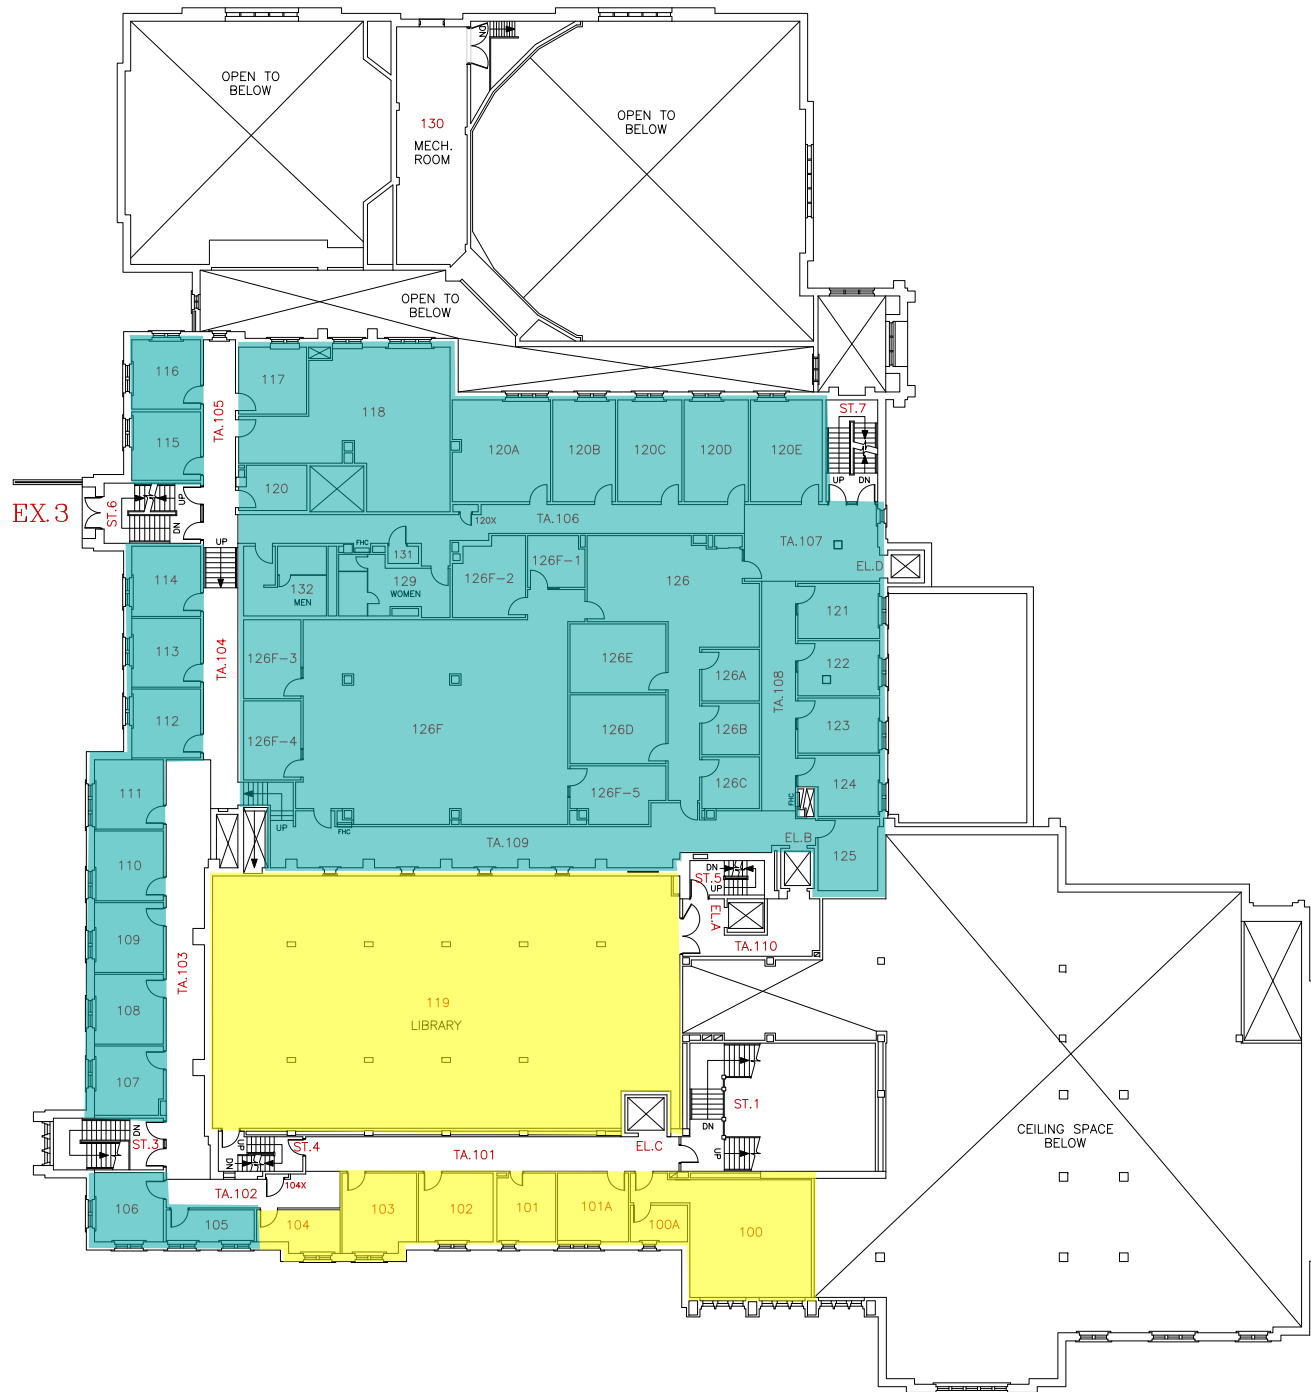 DN
OPEN TO
BELOW
OPEN TO
BELOW
130
MECH.
ROOM
OPEN TO
BELOW
116
117
TA.105
118
ST.7
115
120A
120B
120C
120D
120E
120
UP
DN
EX.3
ST.6
UP
DN
120X
TA.106
TA.107
UP
FHC
131
126F-1
126
EL.D
114
132
MEN
129
WOMEN
126F-2
121
113
TA.104
126F-3
126E
126A
122
TA.108
112
126F-4
126F
126D
126B
123
111
126F-5
126C
124
FHC
UP
FHC
TA.109
EL.B
125
110
DN
ST.5
UP
EL.A
109
TA.103
TA.110
119
LIBRARY
108
107
ST.1
DN
UP
CEILING SPACE
BELOW
DN
ST.3
UP
DN
ST.4
TA.101
EL.C
TA.102
104X
106
105
104
103
102
101
101A
100A
100